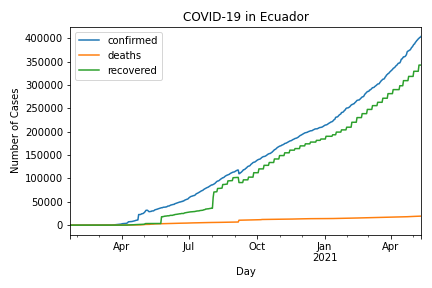 COVID-19 in Ecuador
confirmed
deaths
recovered
Number of Cases
400000
350000
300000
250000
200000
150000
100000
50000
0
Apr
Jul
Oct
Jan
2021
Apr
Day